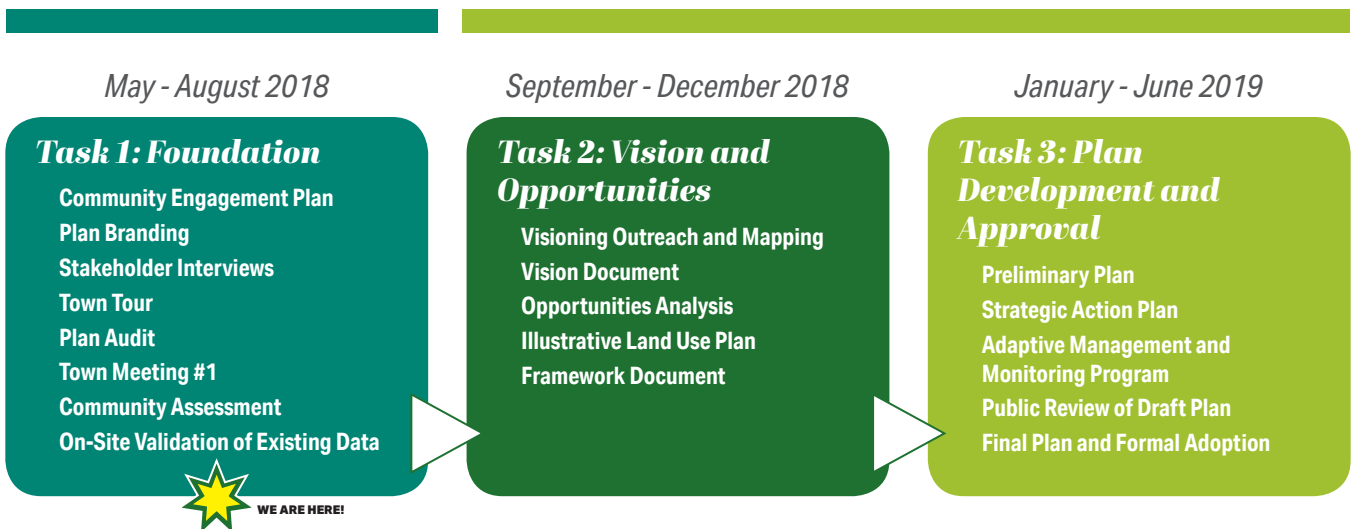 May - August 2018
Task 1: Foundation
Community Engagement Plan
Plan Branding
Stakeholder Interviews
Town Tour
Plan Audit
Town Meeting #1
Community Assessment
On-Site Validation of Existing Data
WE ARE HERE!
September - December 2018
Task 2: Vision and
Opportunities
Visioning Outreach and Mapping
Vision Document
Opportunities Analysis
Illustrative Land Use Plan
Framework Document
January - June 2019
Task 3: Plan
Development and
Approval
Preliminary Plan
Strategic Action Plan
Adaptive Management and
Monitoring Program
Public Review of Draft Plan
Final Plan and Formal Adoption